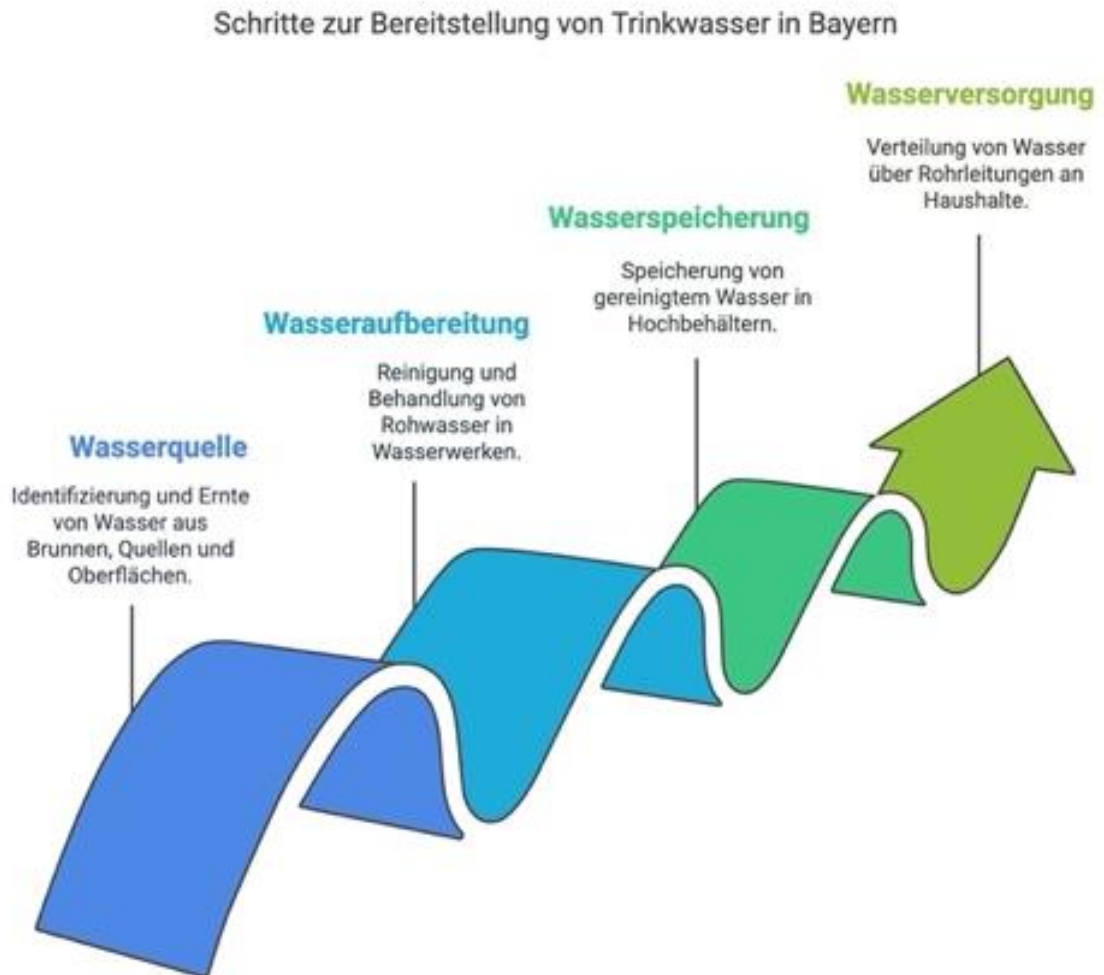 Schritte zur Bereitstellung von Trinkwasser in Bayern
Wasserquelle
Identifizierung und Ernte
von Wasser aus
Brunnen, Quellen und
Oberflächen.
Wasseraufbereitung
Reinigung und
Behandlung von
Rohwasser in
Wasserwerken.
Wasserspeicherung
Speicherung von
gereinigtem Wasser in
Hochbehältern.
Wasserversorgung
Verteilung von Wasser
über Rohrleitungen an
Haushalte.